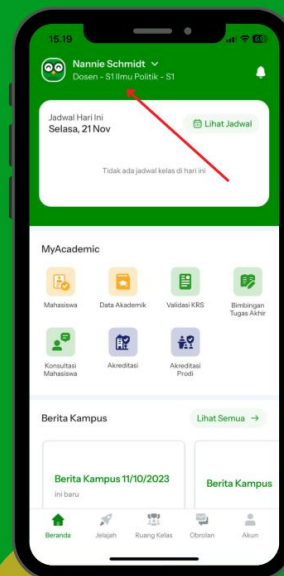 15.19
Nannie Schmidt
Dosen - S1 Ilmu Politik - S1
Jadwal Hari Ini
Selasa, 21 Nov
Lihat Jadwal
Tidak ada jadwal kelas di hari ini
MyAcademic
Mahasiswa
Data Akademik
Validasi KRS
Bimbingan
Tugas Akhir
Konsultasi
Mahasiswa
Akreditasi
Akreditasi
Prodi
Berita Kampus
Lihat Semua →
Berita Kampus 11/10/2023
ini baru
Berita Kampus
Beranda
Jelajah
Ruang Kelas
Obrolan
Akun